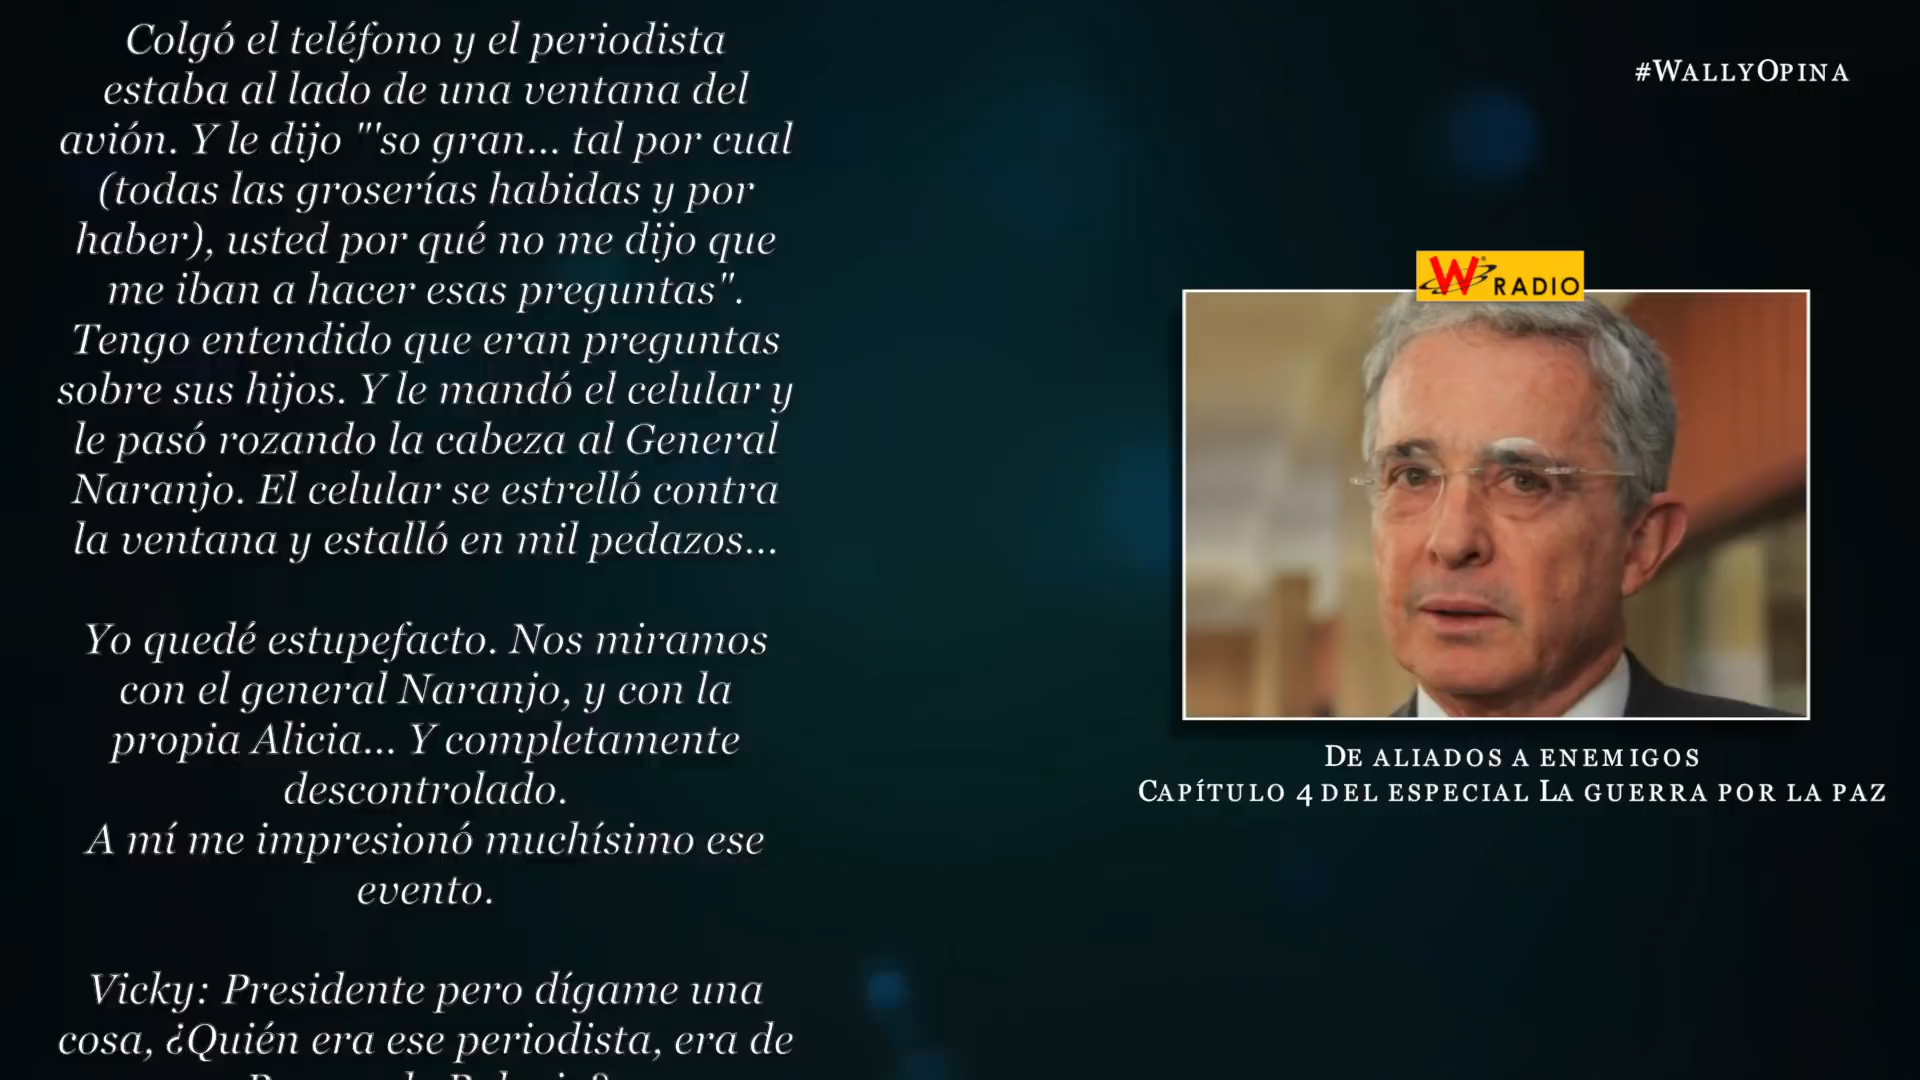 Colgó el teléfono y el periodista
estaba al lado de una ventana del
avión. Y le dijo "'so gran... tal por cual
(todas las groserías habidas y por
haber), usted por qué no me dijo que
me iban a hacer esas preguntas".
Tengo entendido que eran preguntas
sobre sus hijos. Y le mandó el celular y
le pasó rozando la cabeza al General
Naranjo. El celular se estrelló contra
la ventana y estalló en mil pedazos...
Yo quedé estupefacto. Nos miramos
con el general Naranjo, y con la
propia Alicia... Y completamente
descontrolado.
A mí me impresionó muchísimo ese
evento.
Vicky: Presidente pero dígame una
cosa, ¿Quién era ese periodista, era de
#WallyOpina
W RADIO
De aliados a enemigos
Capítulo 4 del especial La guerra por la paz